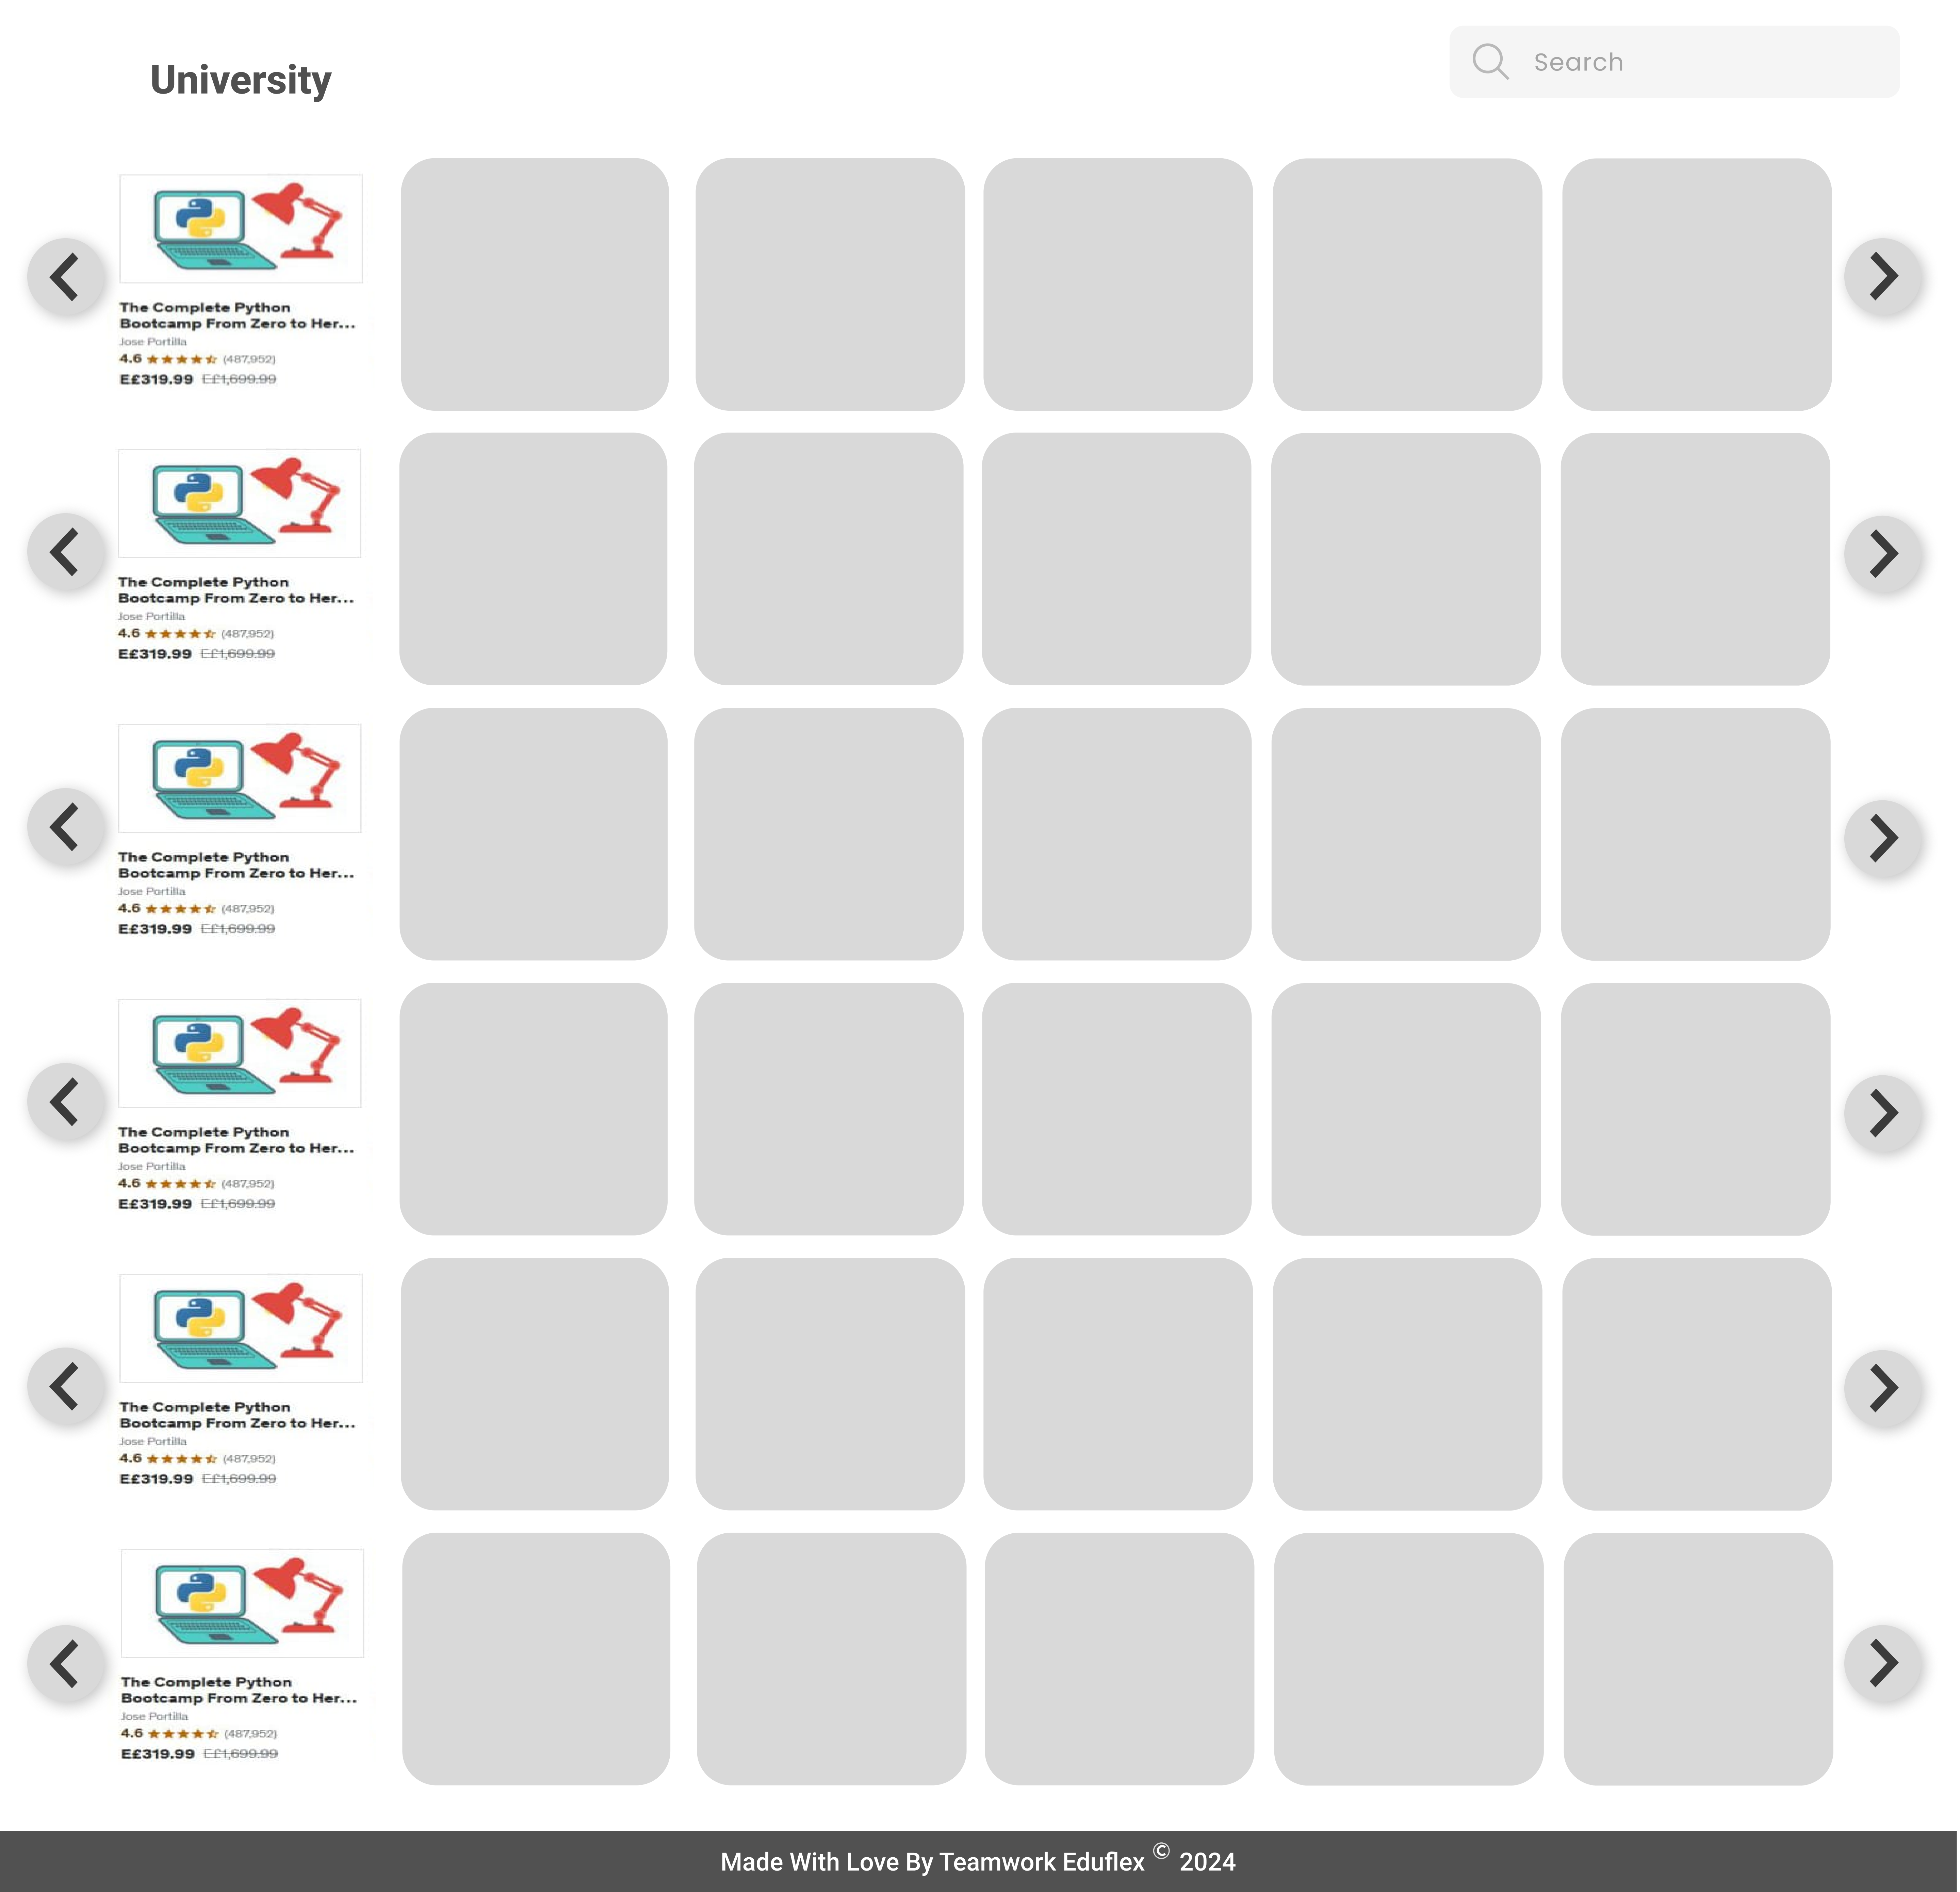 University
Search
The Complete Python
Bootcamp From Zero to Her...
Jose Portilla
4.6 (487,952)
E£319.99 E£1,699.99
The Complete Python
Bootcamp From Zero to Her...
Jose Portilla
4.6 (487,952)
E£319.99 E£1,699.99
The Complete Python
Bootcamp From Zero to Her...
Jose Portilla
4.6 (487,952)
E£319.99 E£1,699.99
The Complete Python
Bootcamp From Zero to Her...
Jose Portilla
4.6 (487,952)
E£319.99 E£1,699.99
The Complete Python
Bootcamp From Zero to Her...
Jose Portilla
4.6 (487,952)
E£319.99 E£1,699.99
The Complete Python
Bootcamp From Zero to Her...
Jose Portilla
4.6 (487,952)
E£319.99 E£1,699.99
Made With Love By Teamwork Eduflex © 2024